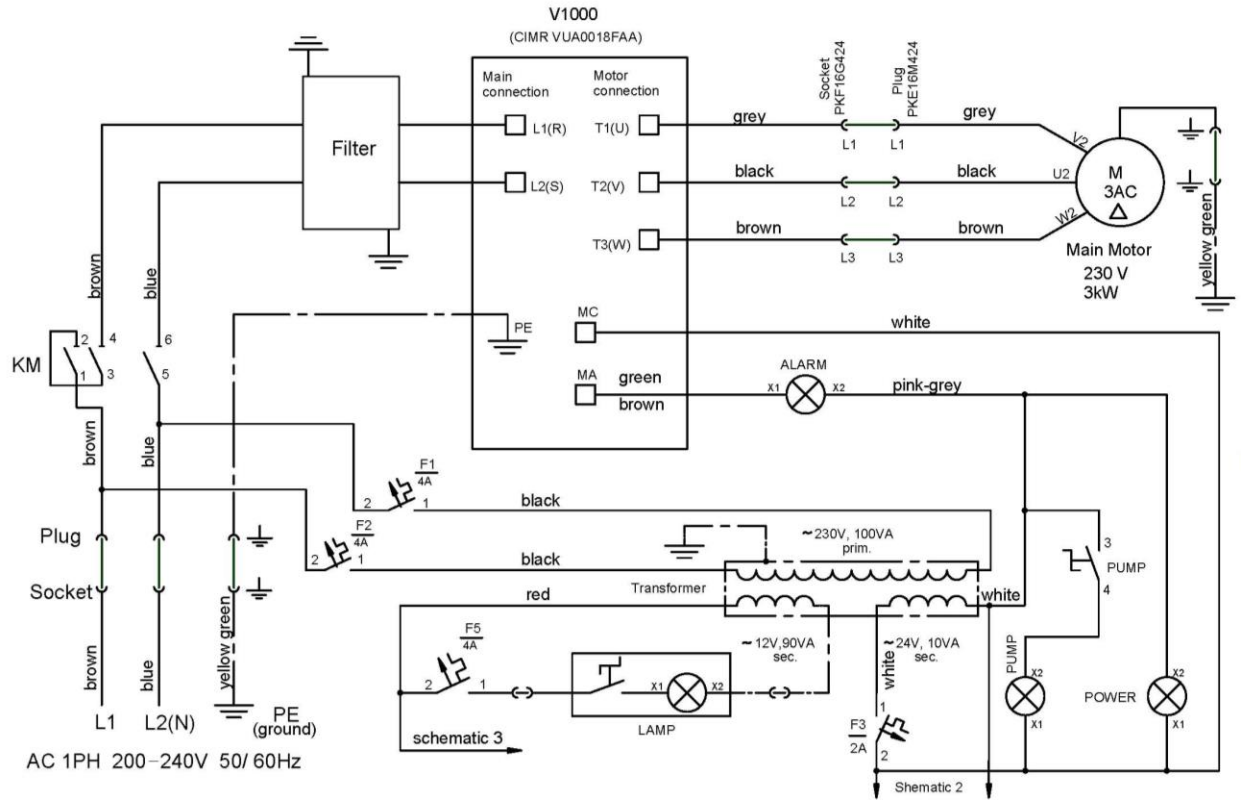 V1000
(CIMR VUA0018FAA)
Main
connection
Motor
connection
Socket
PKF16G424
Plug
PKE16M424
Filter
L1(R)
T1(U)
grey
L1
L1
grey
V2
L2(S)
T2(V)
black
L2
L2
black
U2
M
3AC
T3(W)
brown
L3
L3
brown
W2
Main Motor
230 V
3kW
yellow green
brown
blue
PE
MC
white
KM
2
4
1
3
6
5
MA
green
brown
ALARM
X1
X2
pink-grey
brown
blue
F1
4A
2
1
black
F2
4A
2
1
black
Plug
Socket
~230V, 100VA
prim.
Transformer
3
PUMP
4
red
white
~12V,90VA
sec.
~24V, 10VA
sec.
white
F5
4A
2
1
X1
X2
LAMP
schematic 3
1
F3
2A
2
PUMP
X2
X1
POWER
X2
X1
brown
blue
yellow green
L1
L2(N)
PE
(ground)
AC 1PH 200-240V 50/ 60Hz
Shematic 2